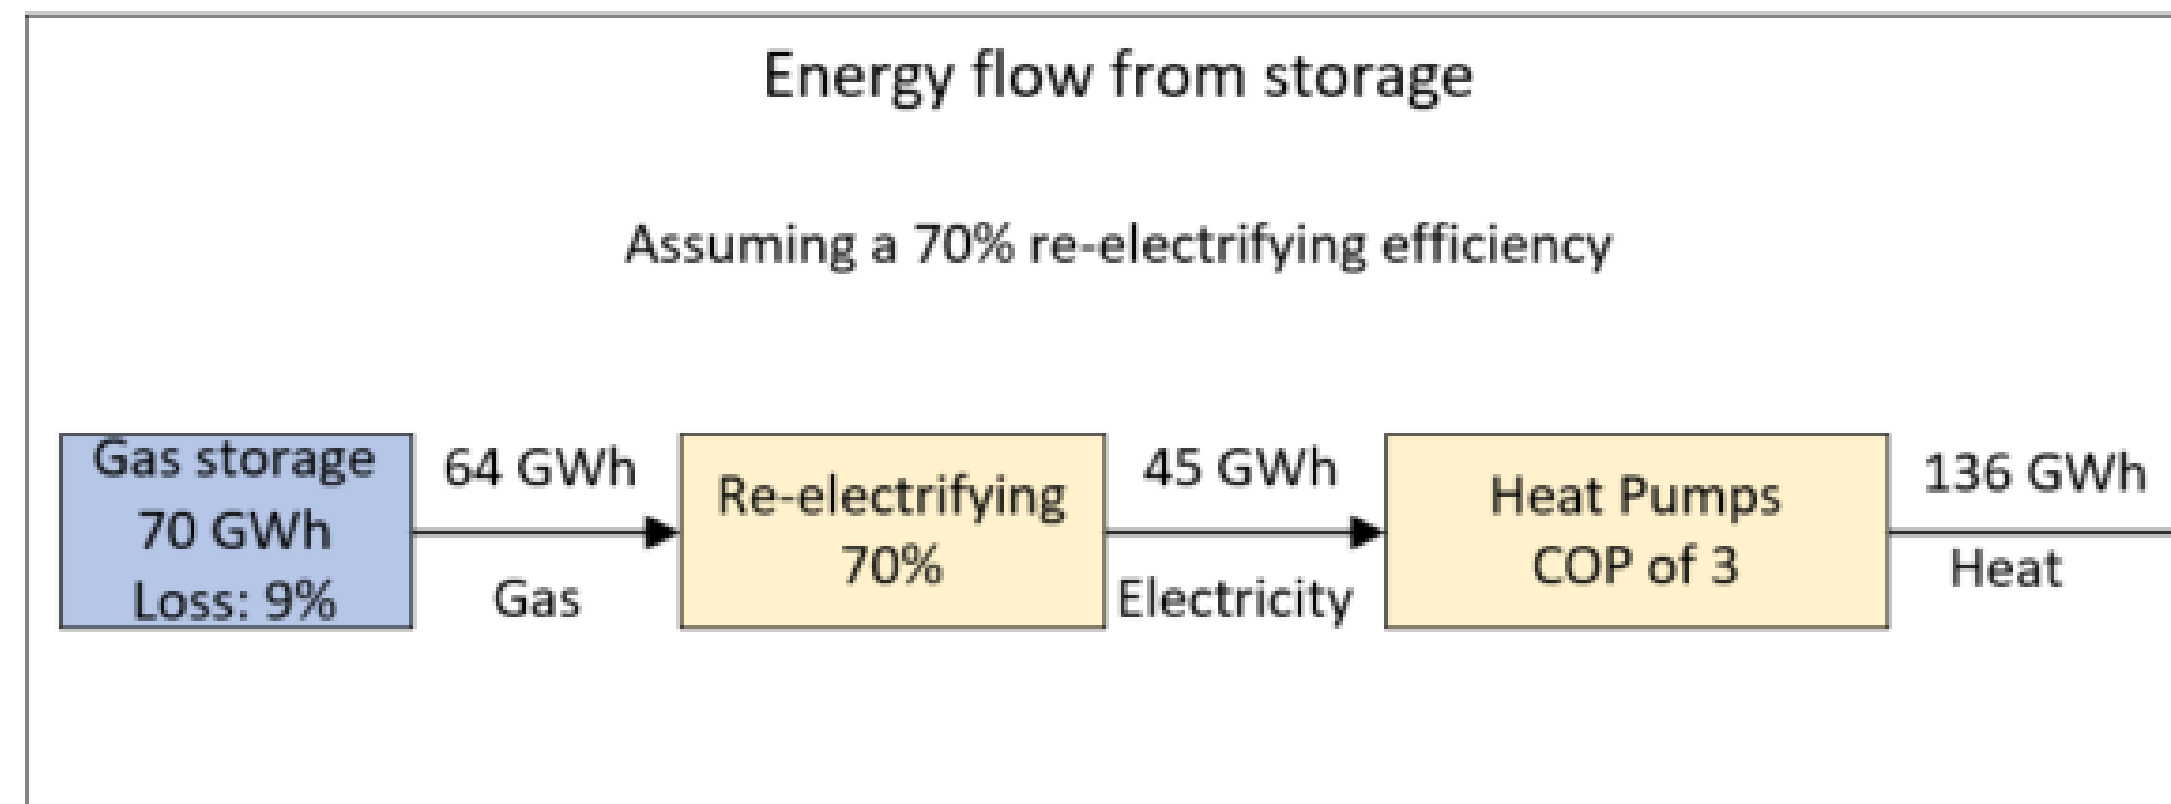 Energy flow from storage
Assuming a 70% re-electrifying efficiency
Gas storage
70 GWh
Loss: 9%
64 GWh
Gas
Re-electrifying
70%
45 GWh
Electricity
Heat Pumps
COP of 3
136 GWh
Heat